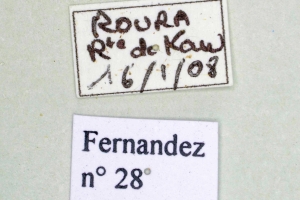 ROURA
Rte de Kaw
16/1/08
Fernandez
n° 28